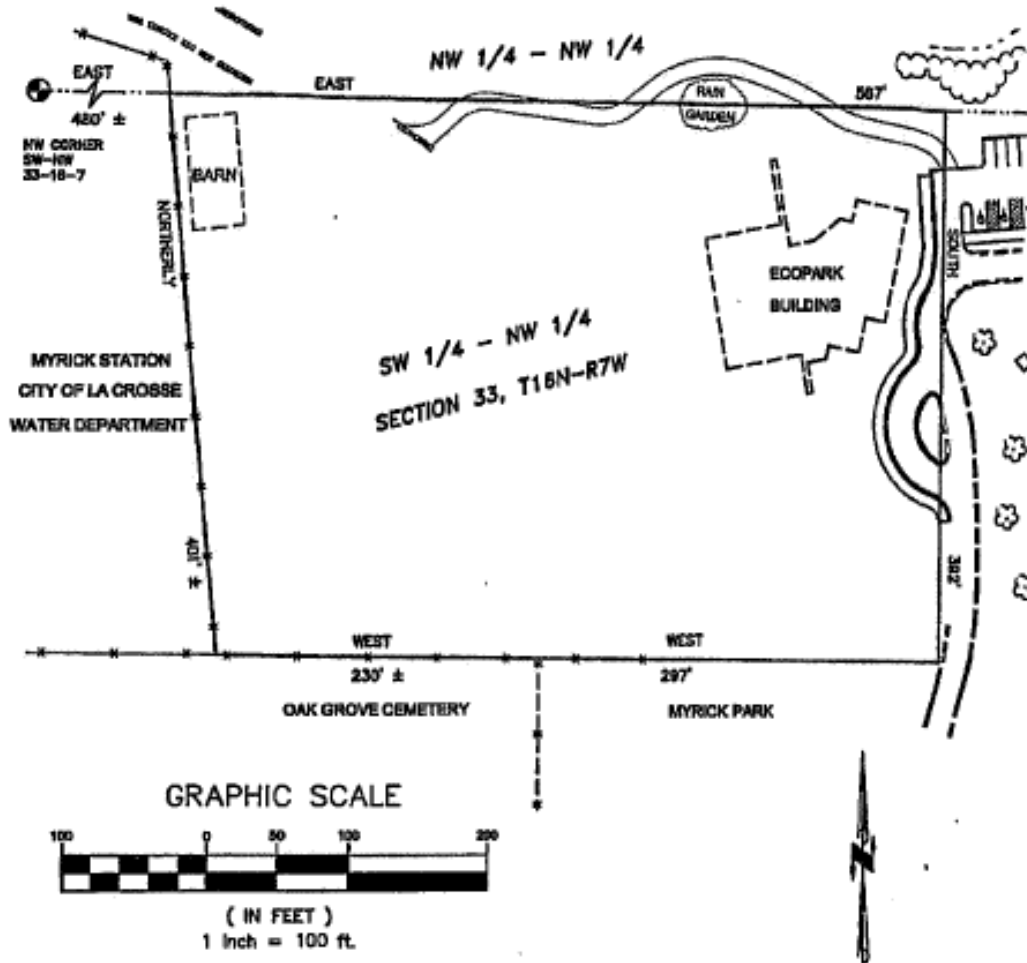 NW 1/4 - NW 1/4
EAST
EAST
567'
RAIN
GARDEN
420' ±
NW CORNER
SW-NW
33-16-7
BARN
NORTHERLY
SOUTH
ECOPARK
BUILDING
SW 1/4 - NW 1/4
SECTION 33, T16N-R7W
MYRICK STATION
CITY OF LA CROSSE
WATER DEPARTMENT
401' ±
382'
WEST
WEST
230' ±
297'
OAK GROVE CEMETERY
MYRICK PARK
GRAPHIC SCALE
100
0
50
100
200
( IN FEET )
1 Inch = 100 ft.
N